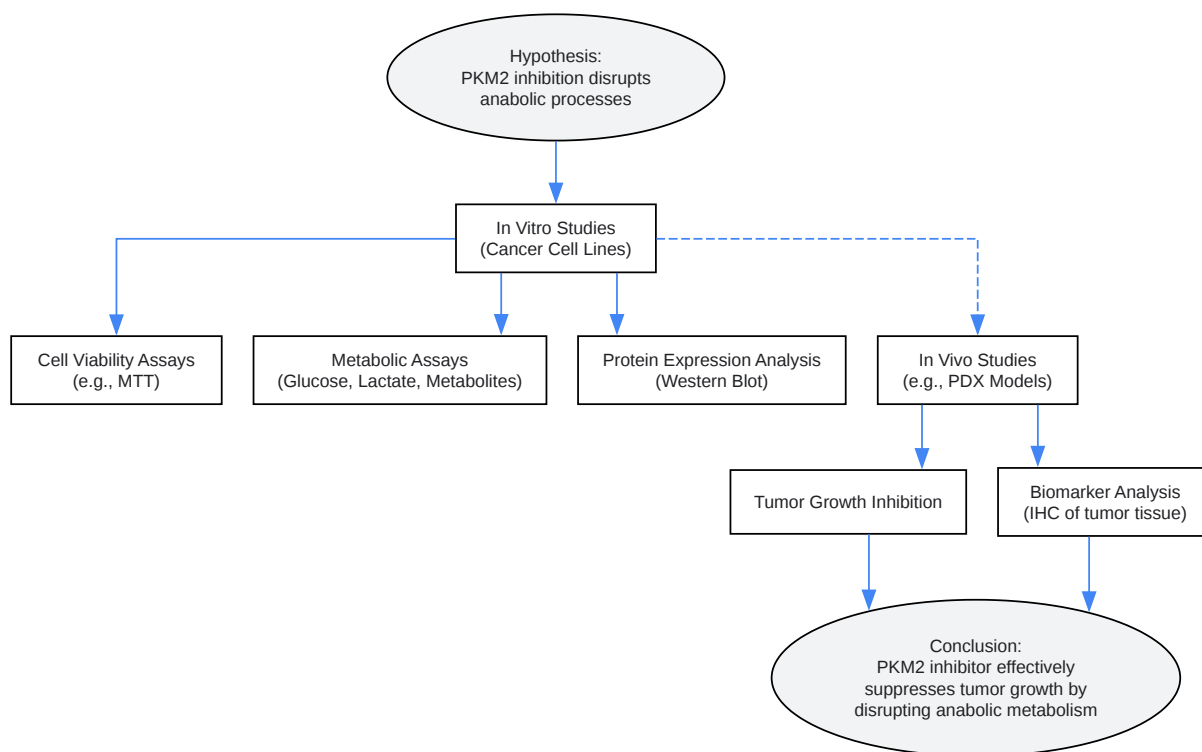 Hypothesis:
PKM2 inhibition disrupts
anabolic processes
In Vitro Studies
(Cancer Cell Lines)
Cell Viability Assays
(e.g., MTT)
Metabolic Assays
(Glucose, Lactate, Metabolites)
Protein Expression Analysis
(Western Blot)
In Vivo Studies
(e.g., PDX Models)
Tumor Growth Inhibition
Biomarker Analysis
(IHC of tumor tissue)
Conclusion:
PKM2 inhibitor effectively
suppresses tumor growth by
disrupting anabolic metabolism